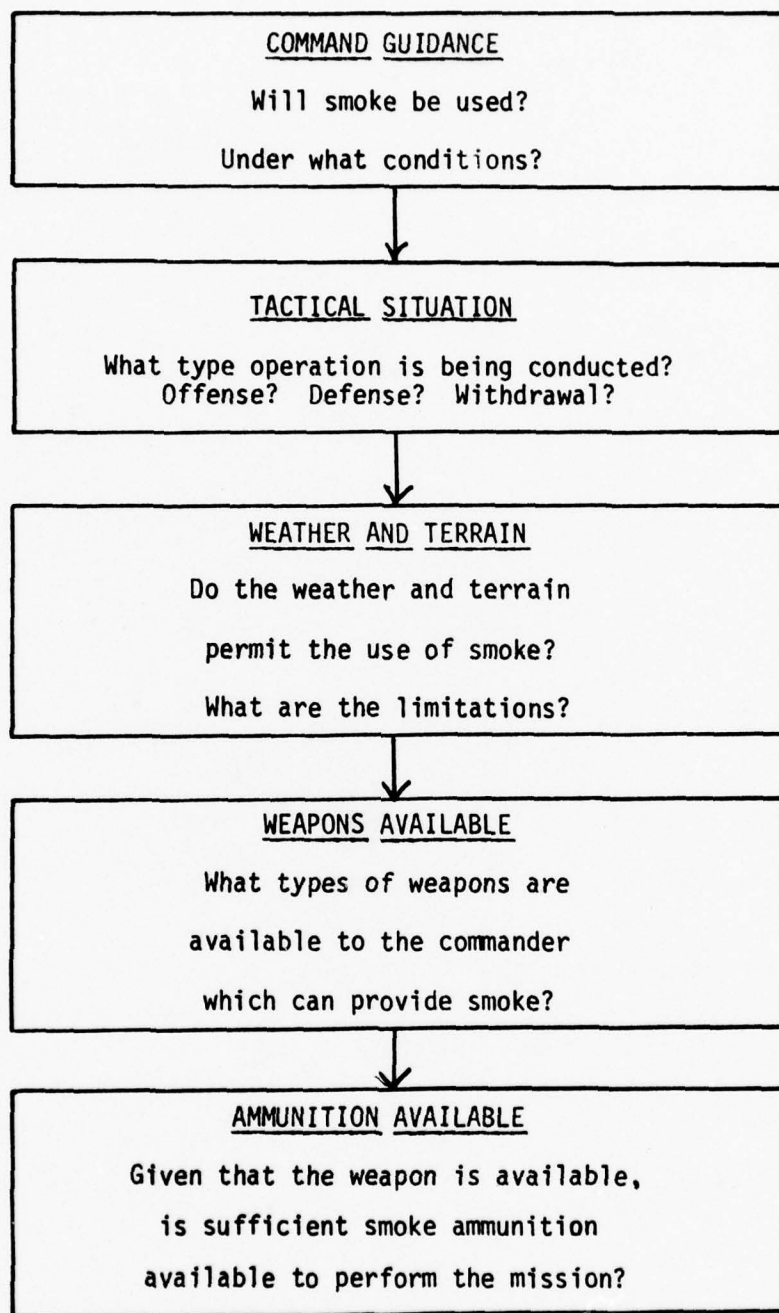 COMMAND GUIDANCE
Will smoke be used?
Under what conditions?
TACTICAL SITUATION
What type operation is being conducted?
Offense? Defense? Withdrawal?
WEATHER AND TERRAIN
Do the weather and terrain
permit the use of smoke?
What are the limitations?
WEAPONS AVAILABLE
What types of weapons are
available to the commander
which can provide smoke?
AMMUNITION AVAILABLE
Given that the weapon is available,
is sufficient smoke ammunition
available to perform the mission?